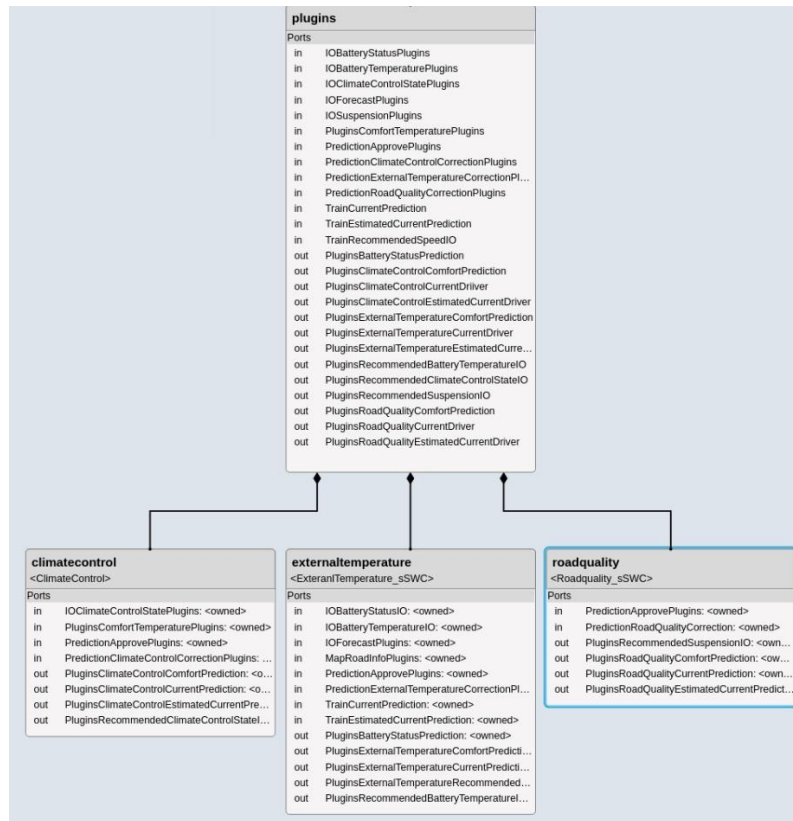 plugins
Ports
in IOBatteryStatusPlugins
in IOBatteryTemperaturePlugins
in IOClimateControlStatePlugins
in IOForecastPlugins
in IOSuspensionPlugins
in PluginsComfortTemperaturePlugins
in PredictionApprovePlugins
in PredictionClimateControlCorrectionPlugins
in PredictionExternalTemperatureCorrectionPl...
in PredictionRoadQualityCorrectionPlugins
in TrainCurrentPrediction
in TrainEstimatedCurrentPrediction
in TrainRecommendedSpeedIO
out PluginsBatteryStatusPrediction
out PluginsClimateControlComfortPrediction
out PluginsClimateControlCurrentDriiver
out PluginsClimateControlEstimatedCurrentDriver
out PluginsExternalTemperatureComfortPrediction
out PluginsExternalTemperatureCurrentDriver
out PluginsExternalTemperatureEstimatedCurre...
out PluginsRecommendedBatteryTemperatureIO
out PluginsRecommendedClimateControlStateIO
out PluginsRecommendedSuspensionIO
out PluginsRoadQualityComfortPrediction
out PluginsRoadQualityCurrentDriver
out PluginsRoadQualityEstimatedCurrentDriver
climatecontrol
<ClimateControl>
Ports
in IOClimateControlStatePlugins: <owned>
in PluginsComfortTemperaturePlugins: <owned>
in PredictionApprovePlugins: <owned>
in PredictionClimateControlCorrectionPlugins: ...
out PluginsClimateControlComfortPrediction: <o...
out PluginsClimateControlCurrentPrediction: <o...
out PluginsClimateControlEstimatedCurrentPre...
out PluginsRecommendedClimateControlStateI...
externaltemperature
<ExteranlTemperature_sSWC>
Ports
in IOBatteryStatusIO: <owned>
in IOBatteryTemperatureIO: <owned>
in IOForecastPlugins: <owned>
in MapRoadInfoPlugins: <owned>
in PredictionApprovePlugins: <owned>
in PredictionExternalTemperatureCorrectionPl...
in TrainCurrentPrediction: <owned>
in TrainEstimatedCurrentPrediction: <owned>
out PluginsBatteryStatusPrediction: <owned>
out PluginsExternalTemperatureComfortPredicti...
out PluginsExternalTemperatureCurrentPredicti...
out PluginsExternalTemperatureRecommended...
out PluginsRecommendedBatteryTemperatureI...
roadquality
<Roadquality_sSWC>
Ports
in PredictionApprovePlugins: <owned>
in PredictionRoadQualityCorrection: <owned>
out PluginsRecommendedSuspensionIO: <own...
out PluginsRoadQualityComfortPrediction: <ow...
out PluginsRoadQualityCurrentPrediction: <own...
out PluginsRoadQualityEstimatedCurrentPredict...